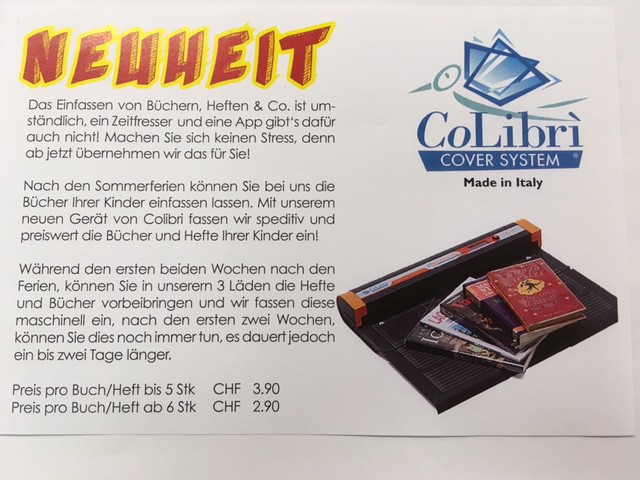 NEUHEIT
Das Einfassen von Büchern, Heften & Co. ist um-
ständlich, ein Zeitfresser und eine App gibt's dafür
auch nicht! Machen Sie sich keinen Stress, denn
ab jetzt übernehmen wir das für Sie!
Nach den Sommerferien können Sie bei uns die
Bücher Ihrer Kinder einfassen lassen. Mit unserem
neuen Gerät von Colibri fassen wir speditiv und
preiswert die Bücher und Hefte Ihrer Kinder ein!
Während den ersten beiden Wochen nach den
Ferien, können Sie in unserern 3 Läden die Hefte
und Bücher vorbeibringen und wir fassen diese
maschinell ein, nach den ersten zwei Wochen,
können Sie dies noch immer tun, es dauert jedoch
ein bis zwei Tage länger.
Preis pro Buch/Heft bis 5 Stk CHF 3.90
Preis pro Buch/Heft ab 6 Stk CHF 2.90
CoLibrì
COVER SYSTEM ®
Made in Italy